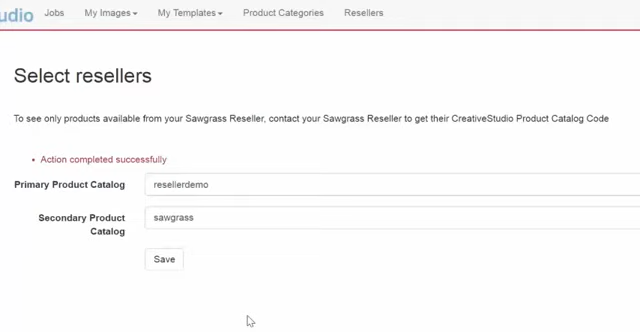 udio Jobs My Images My Templates Product Categories Resellers
Select resellers
To see only products available from your Sawgrass Reseller, contact your Sawgrass Reseller to get their CreativeStudio Product Catalog Code
Action completed successfully
Primary Product Catalog resellerdemo
Secondary Product Catalog sawgrass
Save